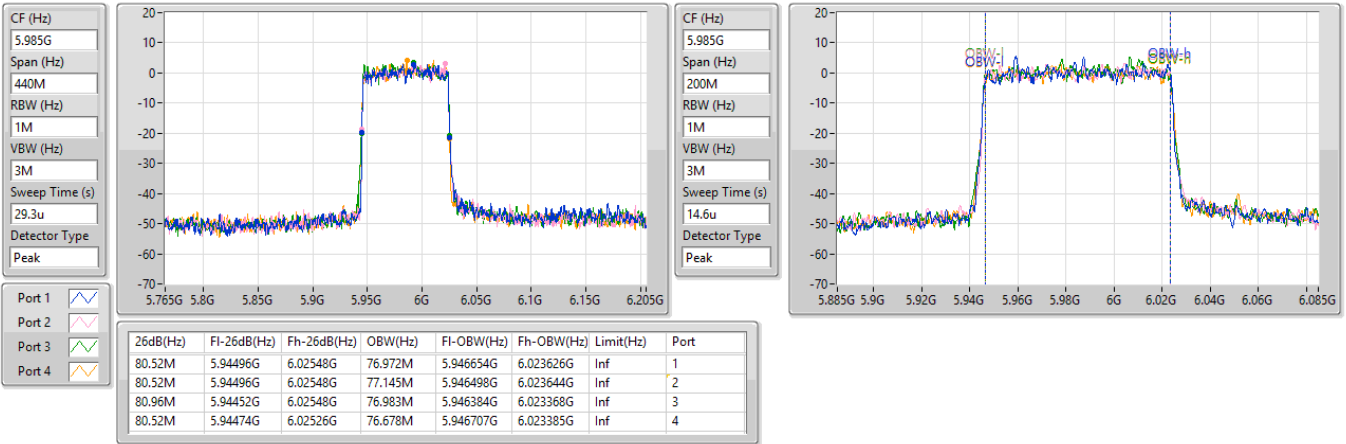 CF (Hz)
5.985G
Span (Hz)
440M
RBW (Hz)
1M
VBW (Hz)
3M
Sweep Time (s)
29.3u
Detector Type
Peak
20
10
0
-10
-20
-30
-40
-50
-60
-70
5.765G 5.8G 5.85G 5.9G 5.95G 6G 6.05G 6.1G 6.15G 6.205G
CF (Hz)
5.985G
Span (Hz)
200M
RBW (Hz)
1M
VBW (Hz)
3M
Sweep Time (s)
14.6u
Detector Type
Peak
20
10
0
-10
-20
-30
-40
-50
-60
-70
OBW-l
OBW-h
5.885G 5.9G 5.92G 5.94G 5.96G 5.98G 6G 6.02G 6.04G 6.06G 6.085G
Port 1
Port 2
Port 3
Port 4
26dB(Hz) Fl-26dB(Hz) Fh-26dB(Hz) OBW(Hz) Fl-OBW(Hz) Fh-OBW(Hz) Limit(Hz) Port
80.52M 5.94496G 6.02548G 76.972M 5.946654G 6.023626G Inf 1
80.52M 5.94496G 6.02548G 77.145M 5.946498G 6.023644G Inf 2
80.96M 5.94452G 6.02548G 76.983M 5.946384G 6.023368G Inf 3
80.52M 5.94474G 6.02526G 76.678M 5.946707G 6.023385G Inf 4